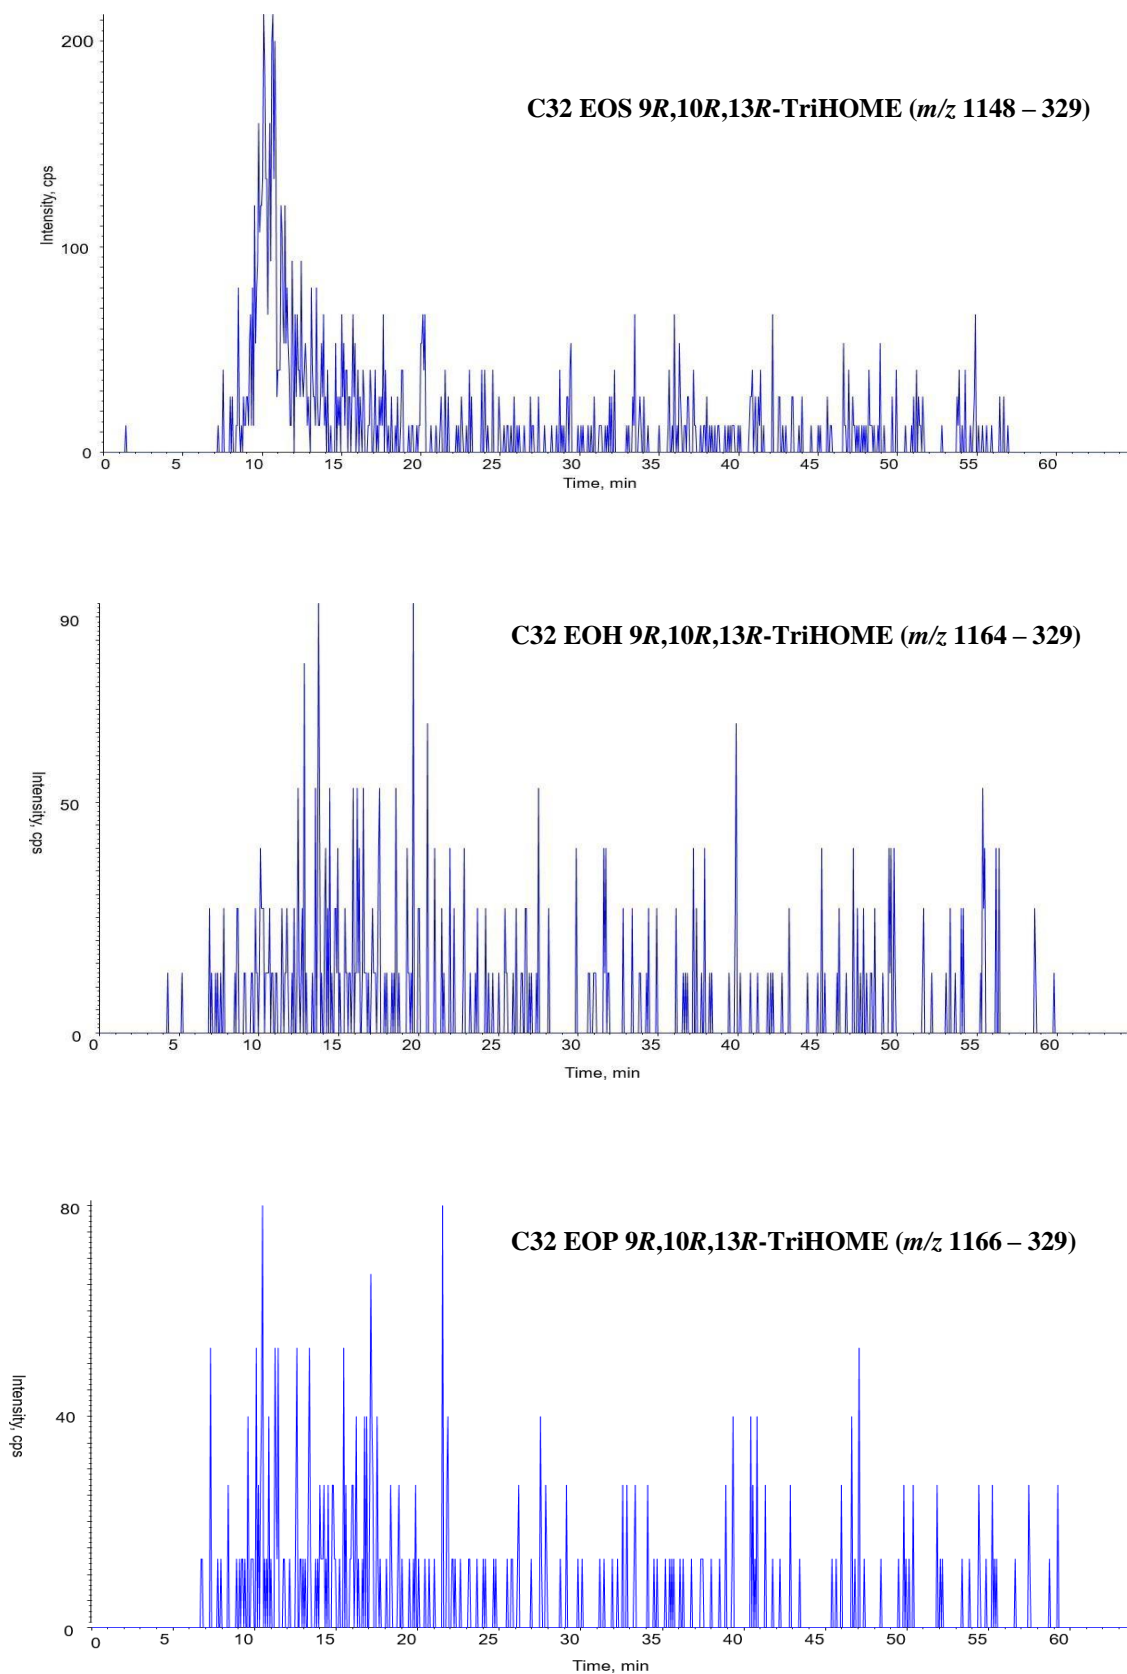 200
C32 EOS 9R,10R,13R-TriHOME (m/z 1148 – 329)
Intensity, cps
100
0
0 5 10 15 20 25 30 35 40 45 50 55 60
Time, min
90
C32 EOH 9R,10R,13R-TriHOME (m/z 1164 – 329)
Intensity, cps
50
0
0 5 10 15 20 25 30 35 40 45 50 55 60
Time, min
80
C32 EOP 9R,10R,13R-TriHOME (m/z 1166 – 329)
Intensity, cps
40
0
0 5 10 15 20 25 30 35 40 45 50 55 60
Time, min